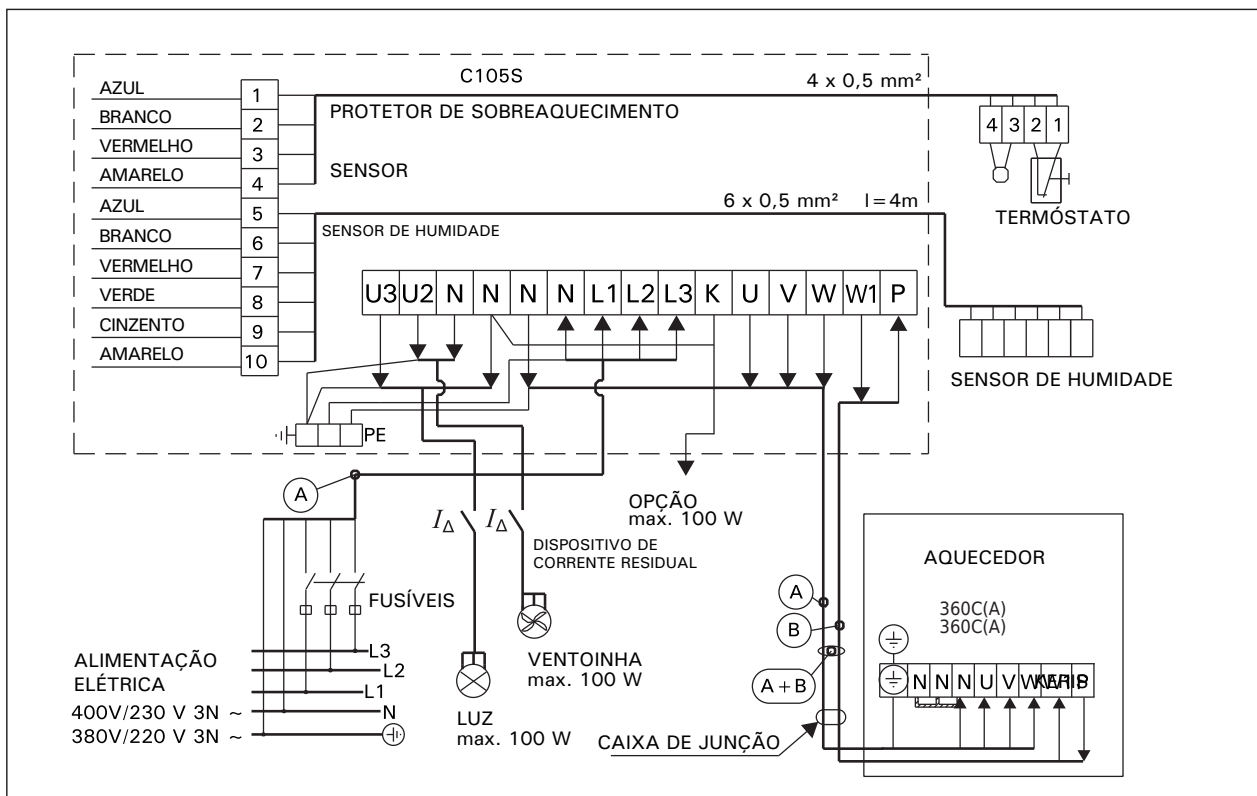 C105S
4 x 0,5 mm²
AZUL 1
BRANCO 2
VERMELHO 3
AMARELO 4
AZUL 5
BRANCO 6
VERMELHO 7
VERDE 8
CINZENTO 9
AMARELO 10
PROTETOR DE SOBREAQUECIMENTO
SENSOR
4 3 2 1
TERMÓSTATO
6 x 0,5 mm² l=4m
SENSOR DE HUMIDADE
U3 U2 N N N N L1 L2 L3 K U V W W1 P
SENSOR DE HUMIDADE
PE
A
I∆ I∆
OPÇÃO
max. 100 W
DISPOSITIVO DE
CORRENTE RESIDUAL
FUSÍVEIS
VENTOINHA
max. 100 W
LUZ
max. 100 W
ALIMENTAÇÃO
ELÉTRICA
400V/230 V 3N ~
380V/220 V 3N ~
L3
L2
L1
N
A
B
A+B
CAIXA DE JUNÇÃO
AQUECEDOR
360C(A)
360C(A)
N N N U V W P